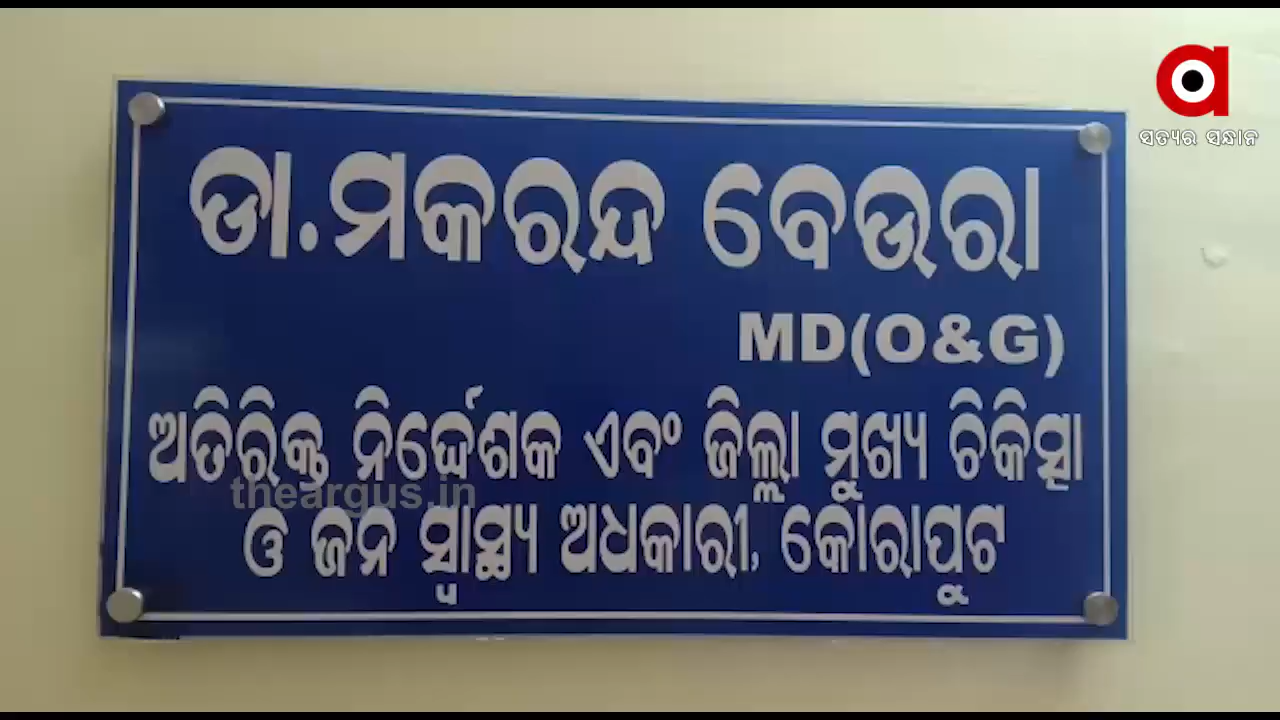 ସତ୍ୟର ସନ୍ଧାନ
ଡା.ମକରନ୍ଦ ବେଉରା
MD(O&G)
ଅତିରିକ୍ତ ନିର୍ଦ୍ଦେଶକ ଏବଂ ଜିଲ୍ଲା ମୁଖ୍ୟ ଚିକିତ୍ସା
theargus.in
ଓ ଜନ ସ୍ୱାସ୍ଥ୍ୟ ଅଧିକାରୀ, କୋରାପୁଟ